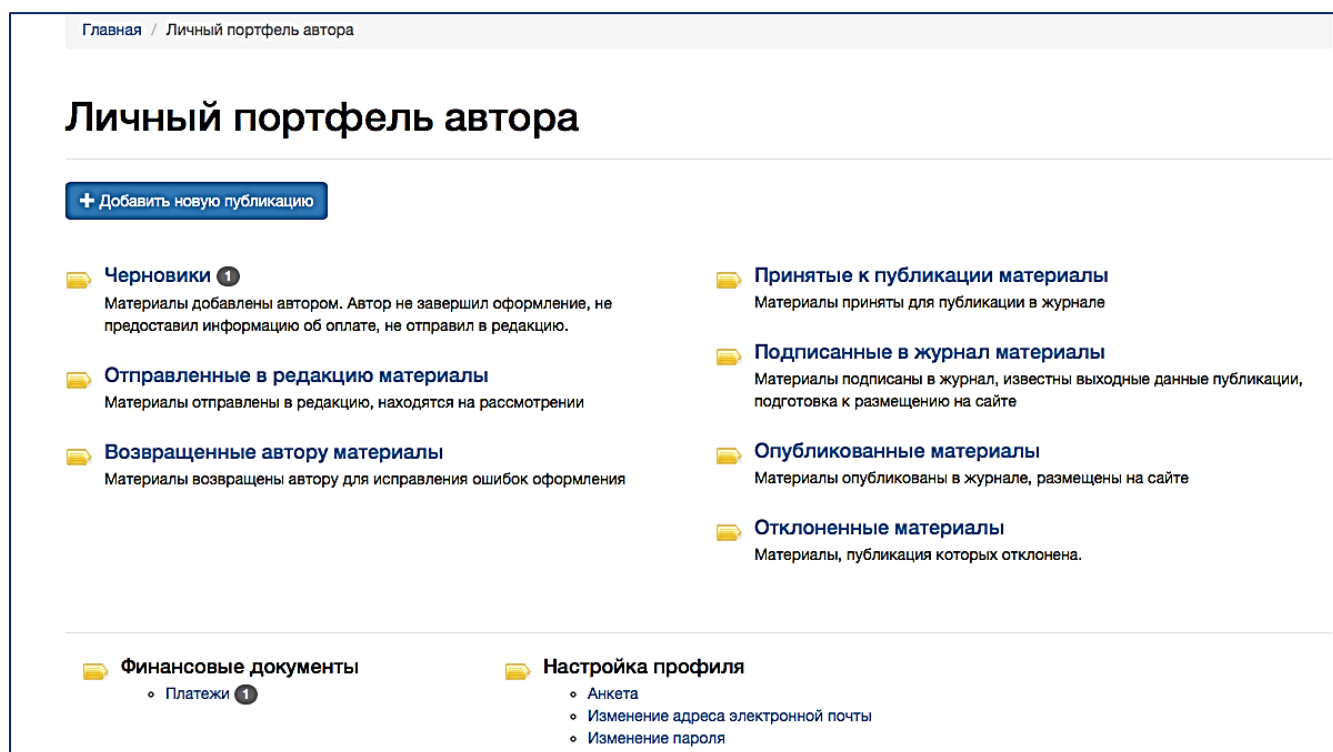 Главная / Личный портфель автора
Личный портфель автора
+ Добавить новую публикацию
Черновики 1
Материалы добавлены автором. Автор не завершил оформление, не
предоставил информацию об оплате, не отправил в редакцию.
Отправленные в редакцию материалы
Материалы отправлены в редакцию, находятся на рассмотрении
Возвращенные автору материалы
Материалы возвращены автору для исправления ошибок оформления
Принятые к публикации материалы
Материалы приняты для публикации в журнале
Подписанные в журнал материалы
Материалы подписаны в журнал, известны выходные данные публикации,
подготовка к размещению на сайте
Опубликованные материалы
Материалы опубликованы в журнале, размещены на сайте
Отклоненные материалы
Материалы, публикация которых отклонена.
Финансовые документы
Платежи 1
Настройка профиля
Анкета
Изменение адреса электронной почты
Изменение пароля